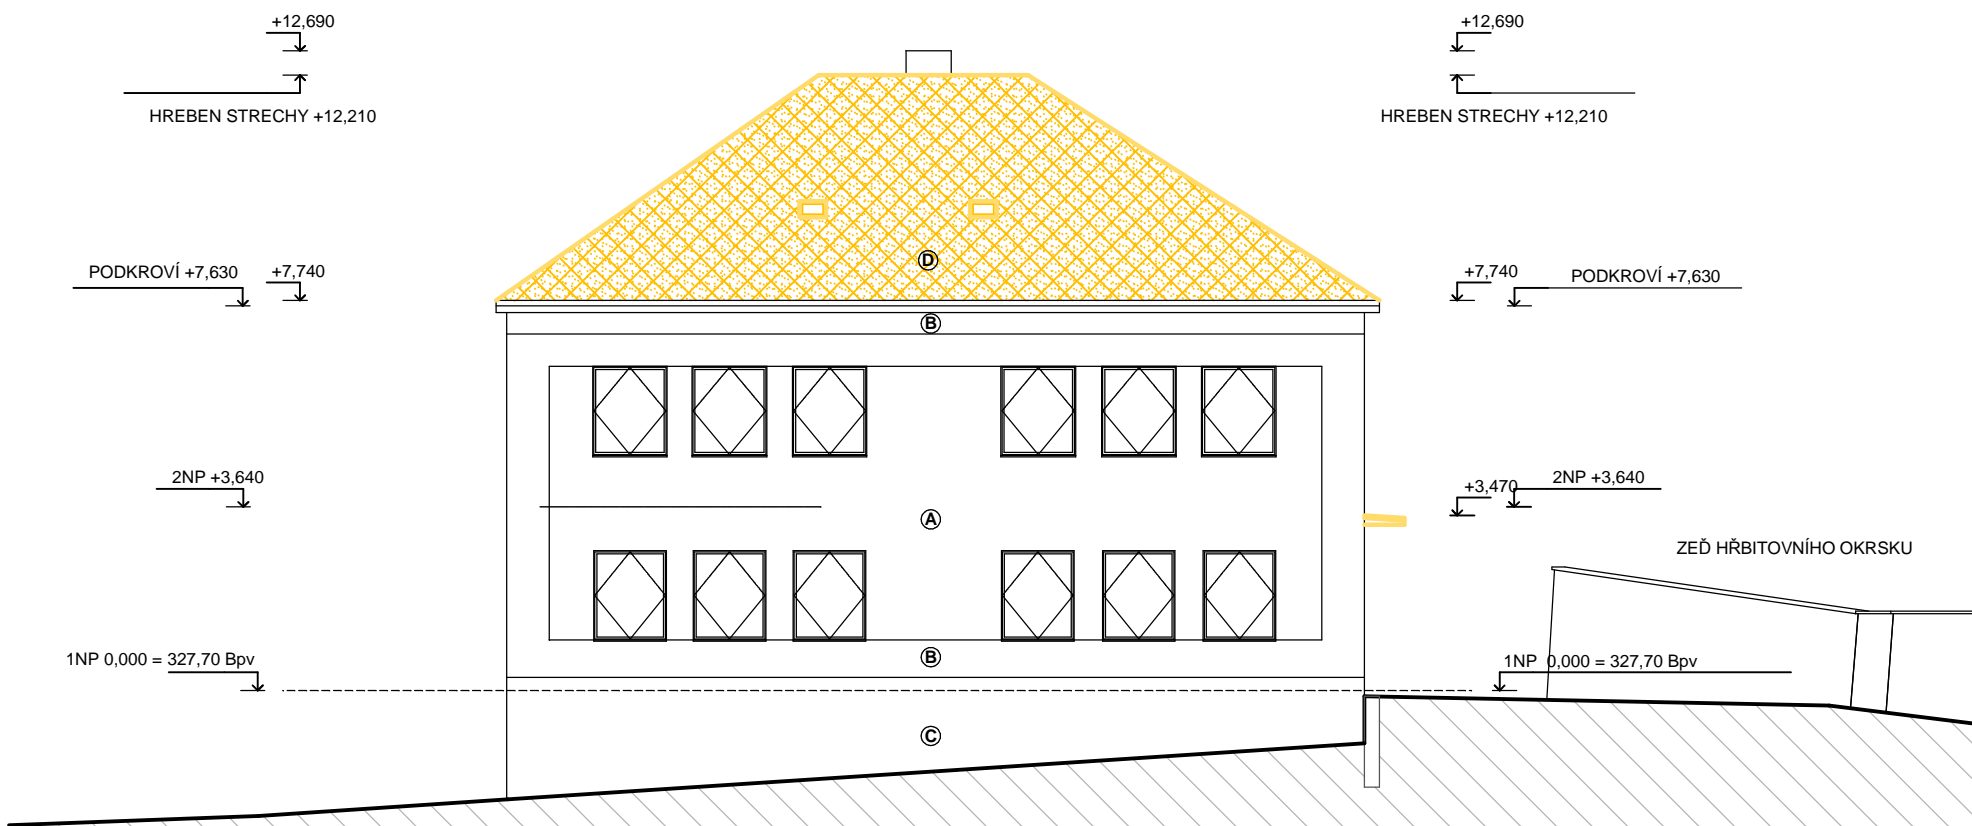 +12,690
+12,690
HREBEN STRECHY +12,210
HREBEN STRECHY +12,210
D
PODKROVÍ +7,630
+7,740
+7,740
PODKROVÍ +7,630
B
2NP +3,640
+3,470
2NP +3,640
A
ZEĎ HŘBITOVNÍHO OKRSKU
B
1NP 0,000 = 327,70 Bpv
1NP 0,000 = 327,70 Bpv
C